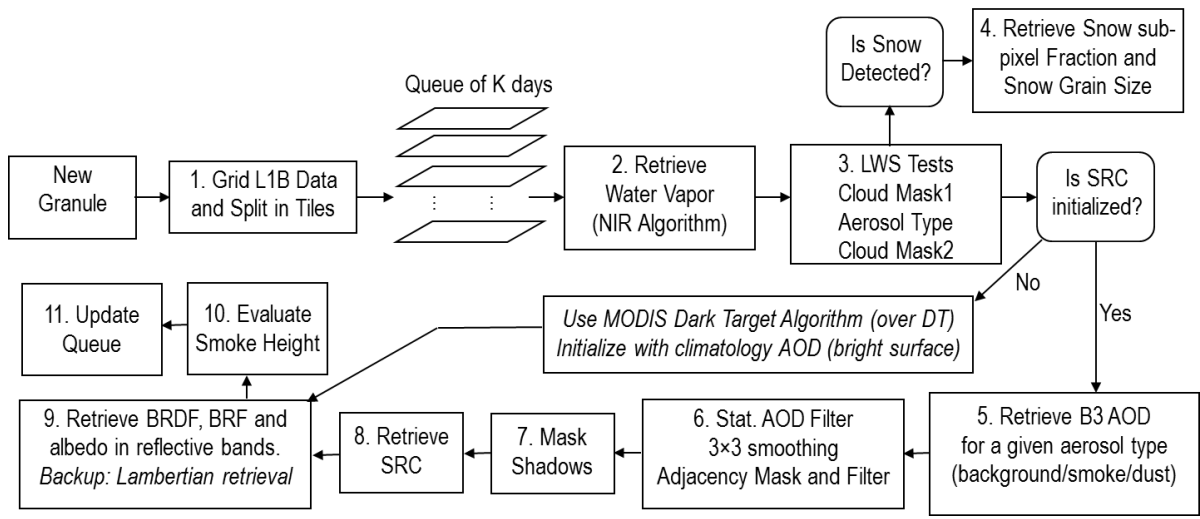 New
Granule
1. Grid L1B Data
and Split in Tiles
Queue of K days
2. Retrieve
Water Vapor
(NIR Algorithm)
3. LWS Tests
Cloud Mask1
Aerosol Type
Cloud Mask2
Is Snow
Detected?
4. Retrieve Snow sub-
pixel Fraction and
Snow Grain Size
Is SRC
initialized?
No
Yes
Use MODIS Dark Target Algorithm (over DT)
Initialize with climatology AOD (bright surface)
5. Retrieve B3 AOD
for a given aerosol type
(background/smoke/dust)
6. Stat. AOD Filter
3×3 smoothing
Adjacency Mask and Filter
7. Mask
Shadows
8. Retrieve
SRC
9. Retrieve BRDF, BRF and
albedo in reflective bands.
Backup: Lambertian retrieval
10. Evaluate
Smoke Height
11. Update
Queue